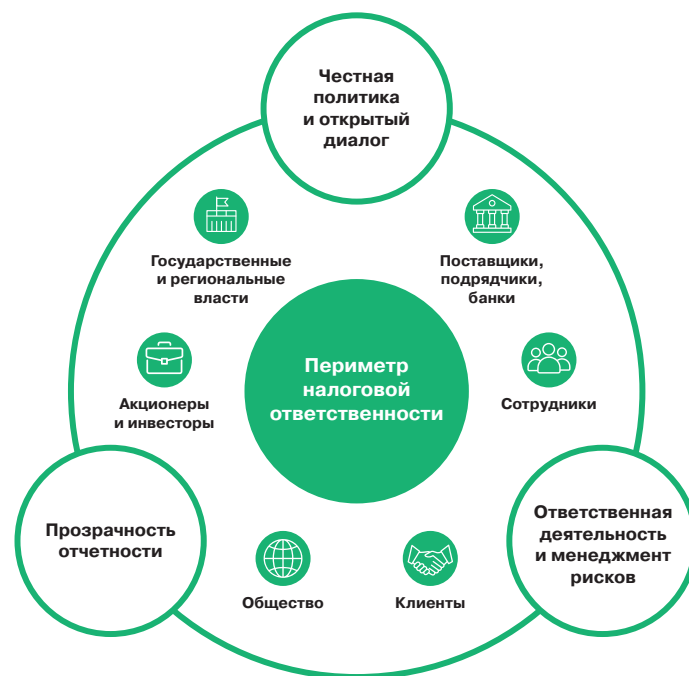 Честная
политика
и открытый
диалог
Государственные
и региональные
власти
Поставщики,
подрядчики,
банки
Периметр
налоговой
ответственности
Акционеры
и инвесторы
Сотрудники
Прозрачность
отчетности
Ответственная
деятельность
и менеджмент
рисков
Общество
Клиенты